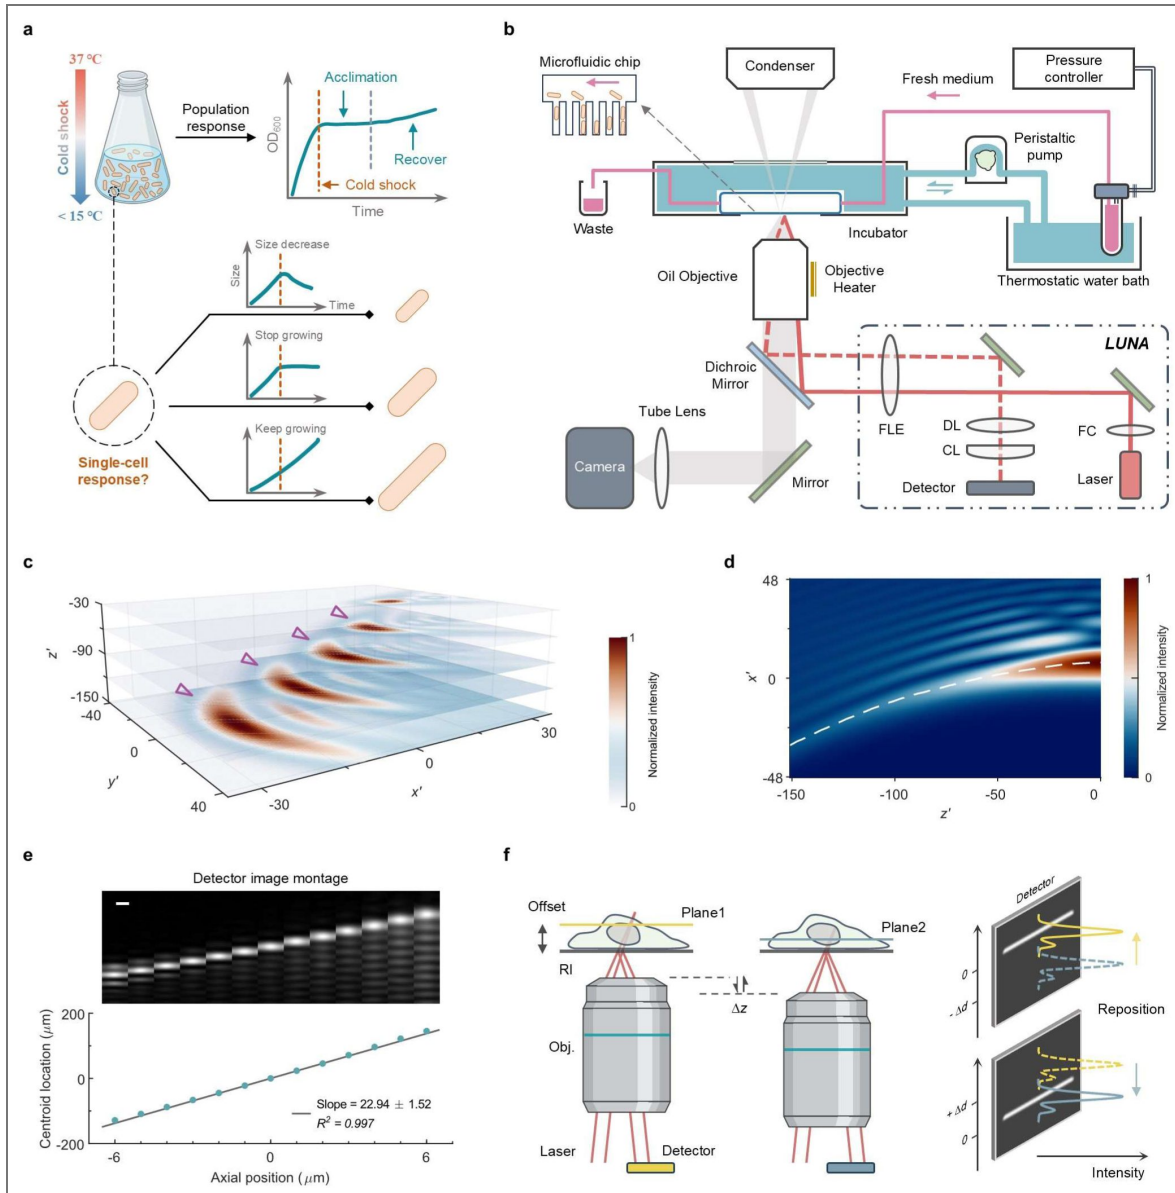 a
37 °C
Cold shock
< 15 °C
Population
response
OD600
Acclimation
Recover
Cold shock
Time
Size decrease
Size
Time
Stop growing
Keep growing
Single-cell
response?
b
Microfluidic chip
Condenser
Fresh medium
Pressure
controller
Peristaltic
pump
Waste
Incubator
Thermostatic water bath
Oil Objective
Objective
Heater
LUNA
Dichroic
Mirror
Tube Lens
FLE
DL
CL
FC
Camera
Mirror
Detector
Laser
c
-30
-90
-150
z'
-40
0
40
y'
-30
0
30
x'
1
0
Normalized intensity
d
48
0
-48
x'
-150
-100
-50
0
z'
1
0
Normalized intensity
e
Detector image montage
200
0
-200
Centroid location (μm)
Slope = 22.94 ± 1.52
R² = 0.997
-6
0
6
Axial position (μm)
f
Offset
Plane1
Plane2
RI
Δz
Obj.
Laser
Detector
Detector
0
- Δd
Reposition
+ Δd
0
Intensity